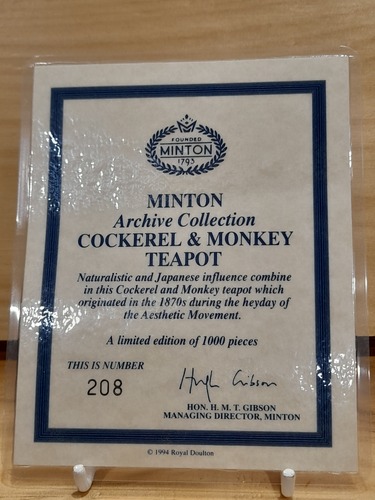 FOUNDED
MINTON
1793
MINTON
Archive Collection
COCKEREL & MONKEY
TEAPOT
Naturalistic and Japanese influence combine
in this Cockerel and Monkey teapot which
originated in the 1870s during the heyday of
the Aesthetic Movement.
A limited edition of 1000 pieces
THIS IS NUMBER
208
Hugh Gibson
HON. H. M. T. GIBSON
MANAGING DIRECTOR, MINTON
© 1994 Royal Doulton